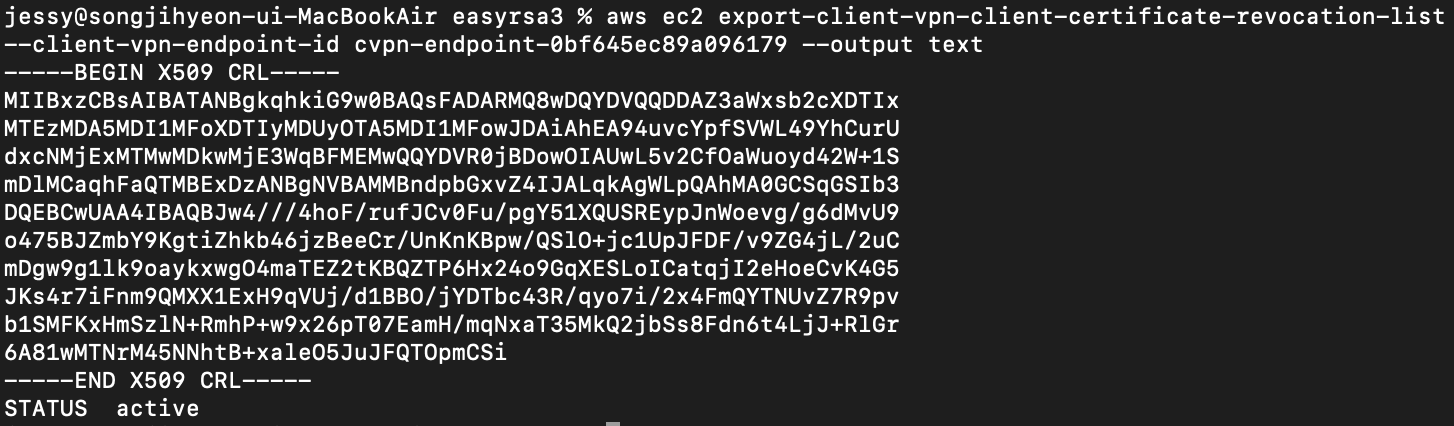 jessy@songjihyeon-ui-MacBookAir easyrsa3 % aws ec2 export-client-vpn-client-certificate-revocation-list
--client-vpn-endpoint-id cvpn-endpoint-0bf645ec89a096179 --output text
-----BEGIN X509 CRL-----
MIIBxzCBsAIBATANBgkqhkiG9w0BAQsFADARMQ8wDQYDVQQDDAZ3aWxsb2cXDTIx
MTEzMDA5MDI1MFoXDTIyMDUyOTA5MDI1MFowJDAiAhEA94uvcYpfSVWL49YhCurU
dxcNMjExMTMwMDkwMjE3WqBFMEMwQQYDVR0jBDowOIAUwL5v2CfOaWuoyd42W+1S
mDlMCaqhFaQTMBExDzANBgNVBAMMBndpbGxvZ4IJALqkAgWLpQAhMA0GCSqGSIb3
DQEBCwUAA4IBAQBJw4///4hoF/rufJCv0Fu/pgY51XQUSREypJnWoevg/g6dMvU9
o475BJZmbY9KgtiZhkb46jzBeeCr/UnKnKBpw/QSlO+jc1UpJFDF/v9ZG4jL/2uC
mDgw9g1lk9oaykxwgO4maTEZ2tKBQZTP6Hx24o9GqXESLoICatqjI2eHoeCvK4G5
JKs4r7iFnm9QMXX1ExH9qVUj/d1BBO/jYDTbc43R/qyo7i/2x4FmQYTNUvZ7R9pv
b1SMFKxHmSzlN+RmhP+w9x26pT07EamH/mqNxaT35MkQ2jbSs8Fdn6t4LjJ+RlGr
6A81wMTNrM45NNhtB+xaleO5JuJFQTOpmCSi
-----END X509 CRL-----
STATUS  active